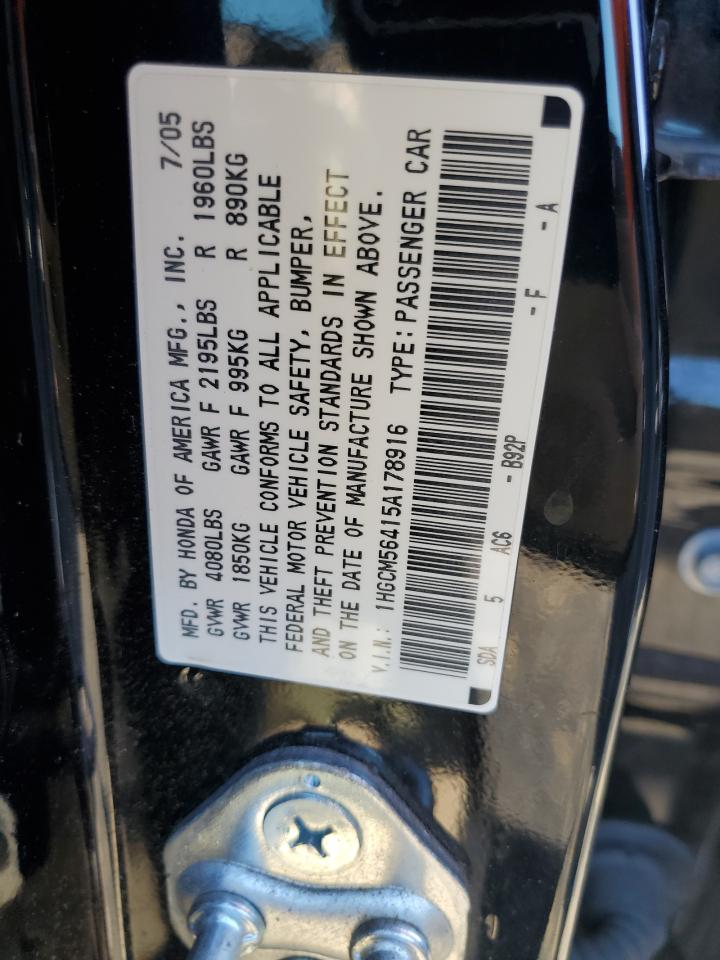 MFD. BY HONDA OF AMERICA MFG., INC. 7/05
GVWR 4080LBS GAWR F 2195LBS R 1960LBS
GVWR 1850KG GAWR F 995KG R 890KG
THIS VEHICLE CONFORMS TO ALL APPLICABLE
FEDERAL MOTOR VEHICLE SAFETY, BUMPER,
AND THEFT PREVENTION STANDARDS IN EFFECT
ON THE DATE OF MANUFACTURE SHOWN ABOVE.
V.I.N.: 1HGCM56415A178916 TYPE:PASSENGER CAR
SDA 5 AC6 - B92P - F - A